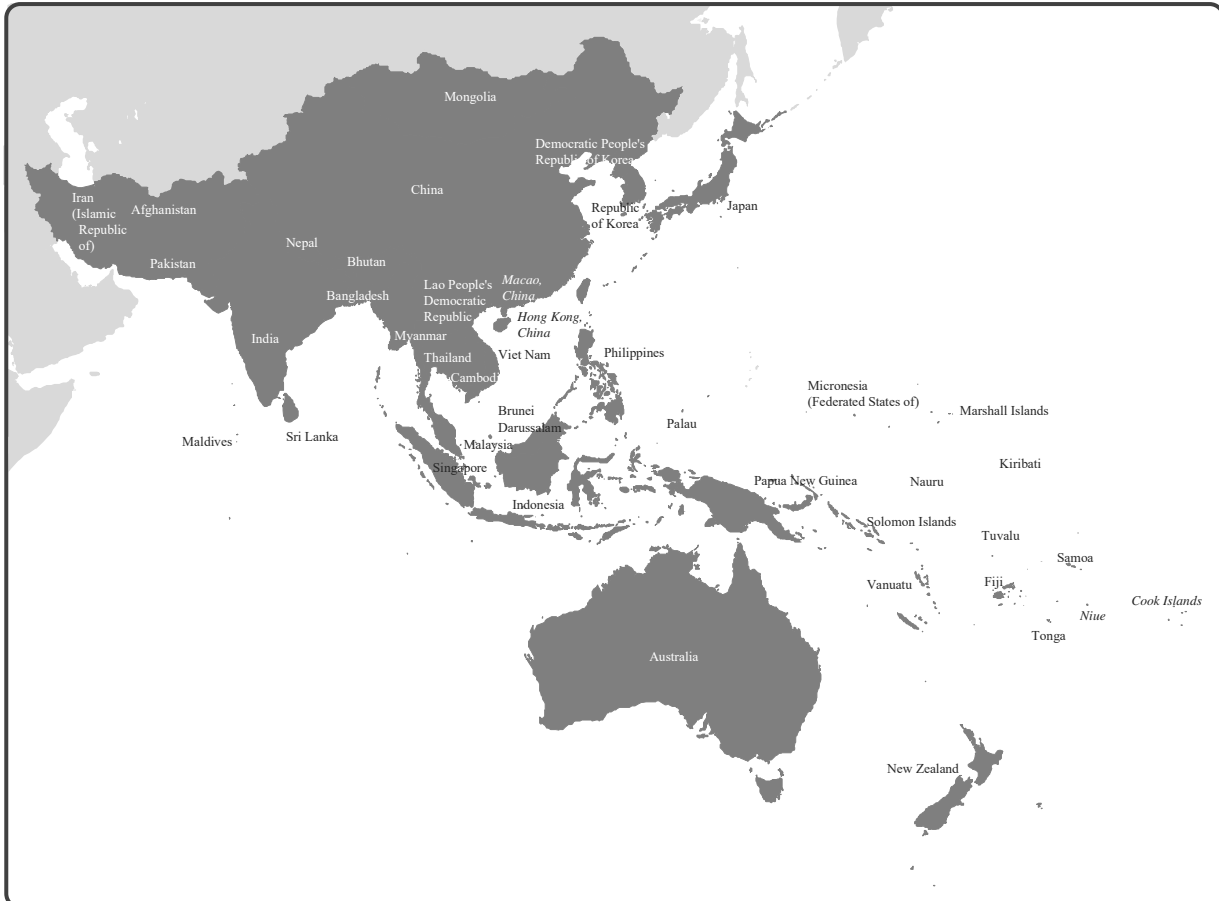 Mongolia
Democratic People's
Republic of Korea
China
Iran
(Islamic
Republic
of)
Afghanistan
Republic
of Korea
Japan
Nepal
Pakistan
Bhutan
Lao People's
Democratic
Republic
Macao,
China
Bangladesh
Hong Kong,
China
India
Myanmar
Viet Nam
Thailand
Philippines
Cambodi
Micronesia
(Federated States of)
Marshall Islands
Brunei
Darussalam
Palau
Maldives
Sri Lanka
Malaysia
Singapore
Kiribati
Papua New Guinea
Nauru
Indonesia
Solomon Islands
Tuvalu
Samoa
Vanuatu
Fiji
Cook Islands
Niue
Tonga
Australia
New Zealand